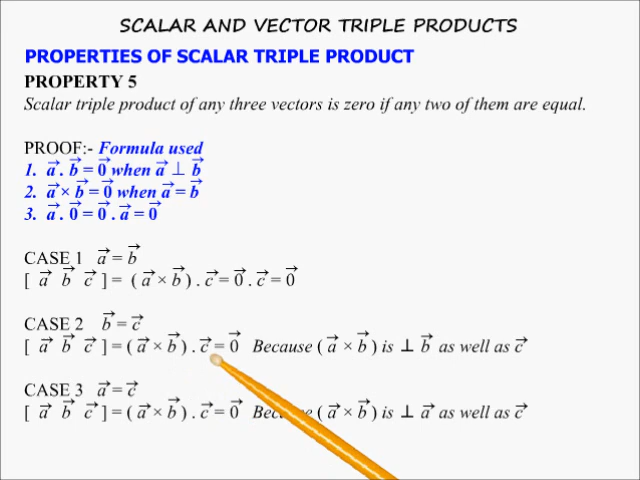 SCALAR AND VECTOR TRIPLE PRODUCTS
PROPERTIES OF SCALAR TRIPLE PRODUCT
PROPERTY 5
Scalar triple product of any three vectors is zero if any two of them are equal.
PROOF:- Formula used
1. a⃗ . b⃗ = 0⃗ when a⃗ ⊥ b⃗
2. a⃗ × b⃗ = 0⃗ when a⃗ = b⃗
3. a⃗ . 0⃗ = 0⃗ . a⃗ = 0⃗
CASE 1 a⃗ = b⃗
[ a⃗ b⃗ c⃗ ] = ( a⃗ × b⃗ ) . c⃗ = 0⃗ . c⃗ = 0⃗
CASE 2 b⃗ = c⃗
[ a⃗ b⃗ c⃗ ] = ( a⃗ × b⃗ ) . c⃗ = 0⃗ Because ( a⃗ × b⃗ ) is ⊥ b⃗ as well as c⃗
CASE 3 a⃗ = c⃗
[ a⃗ b⃗ c⃗ ] = ( a⃗ × b⃗ ) . c⃗ = 0⃗ Because ( a⃗ × b⃗ ) is ⊥ a⃗ as well as c⃗